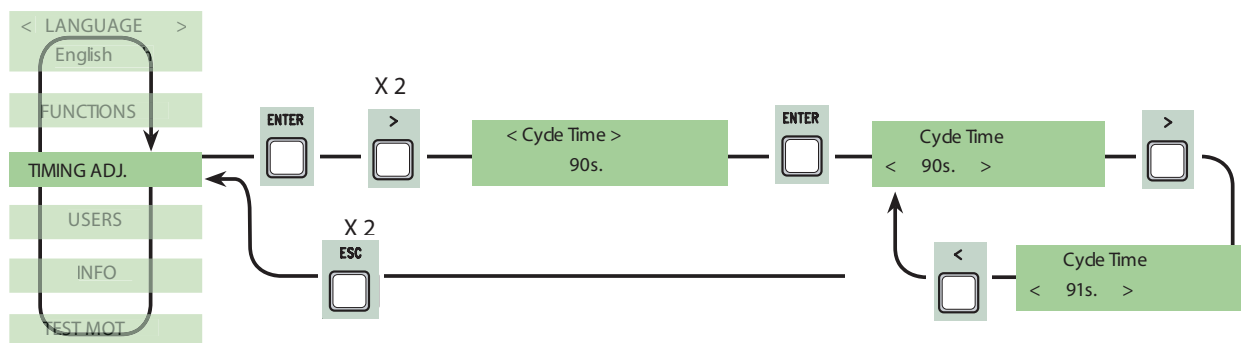 < LANGUAGE >
English
FUNCTIONS
TIMING ADJ.
USERS
INFO
TEST MOT
ENTER
X 2
>
< Cycle Time >
90s.
ENTER
Cycle Time
< 90s. >
>
X 2
ESC
<
Cycle Time
< 91s. >